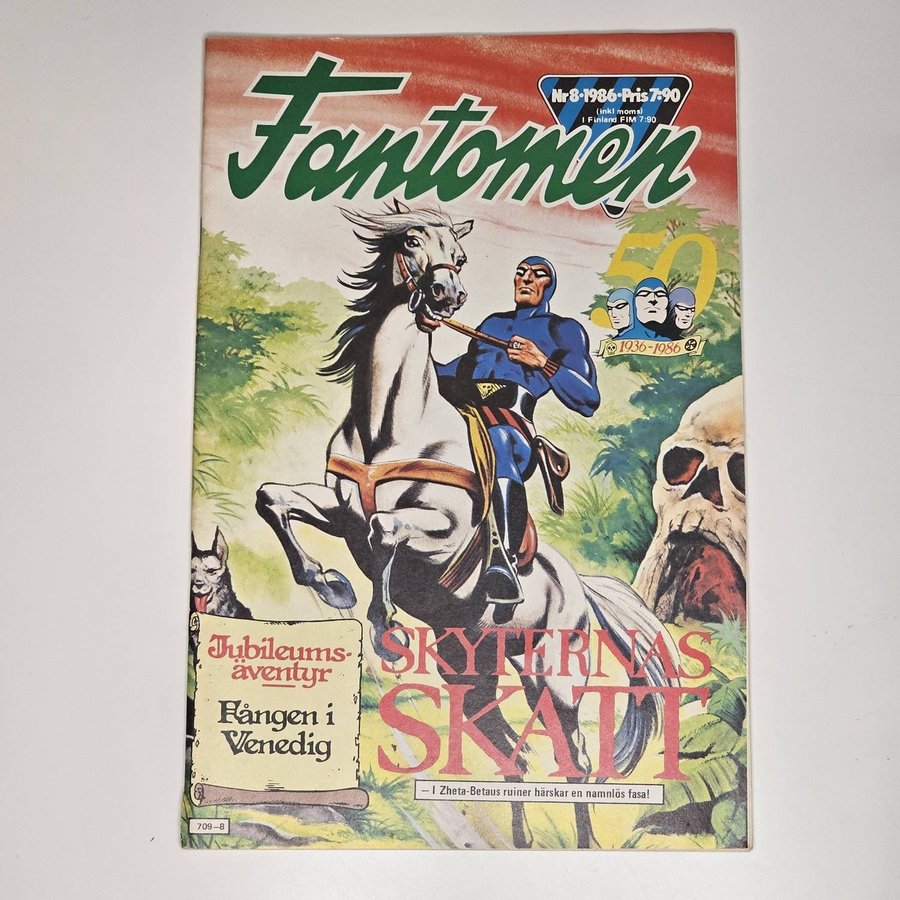 Fantomen
Nr 8•1986•Pris 7:90
(inkl moms)
I Finland FIM 7:90
50
1936-1986
Jubileums-
äventyr
Fången i
Venedig
SKYTERNAS
SKATT
– I Zheta-Betaus ruiner härskar en namnlös fasa!
709–8